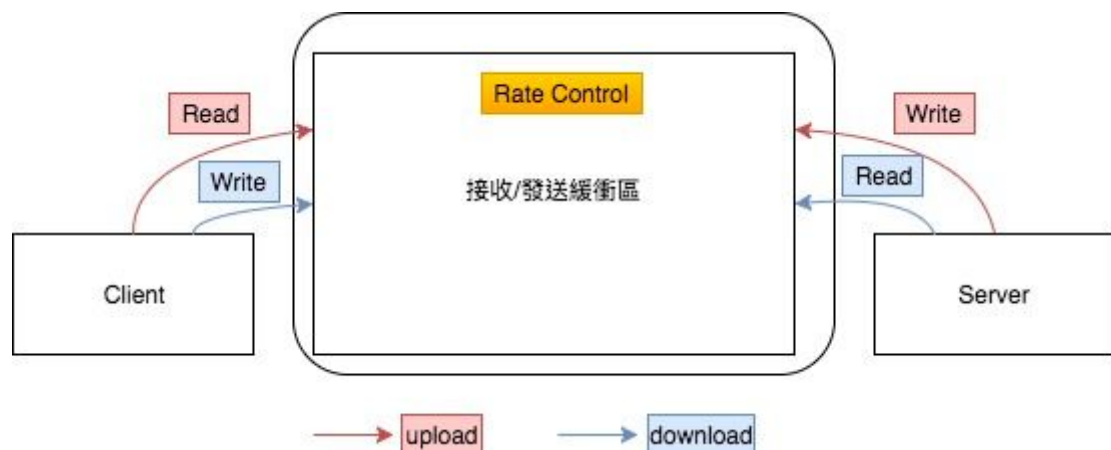 Rate Control
Read
Write
Write
接收/發送緩衝區
Read
Client
Server
upload
download